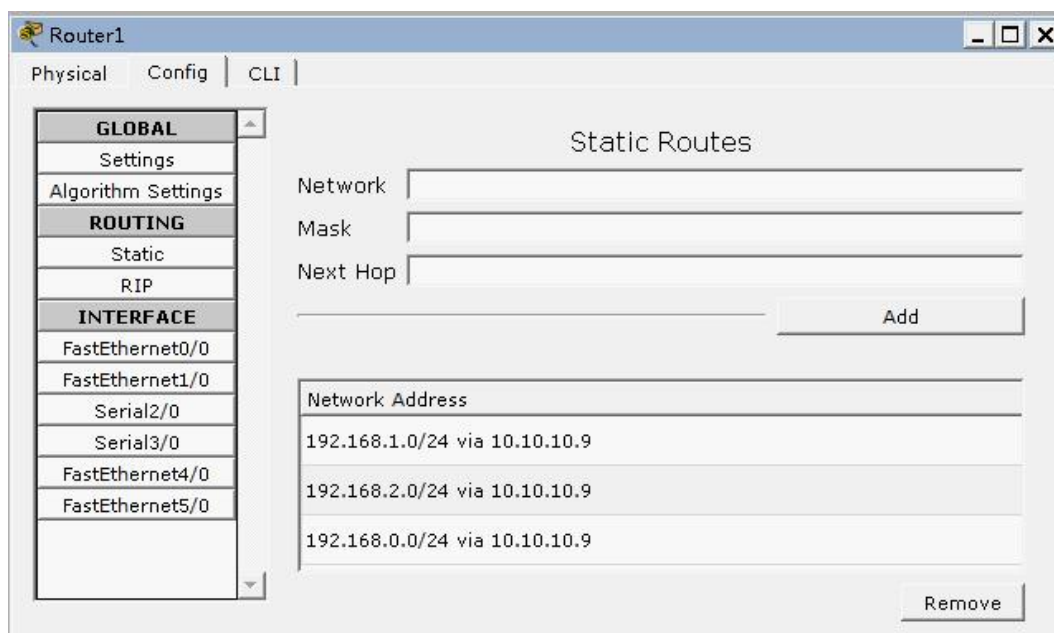 Router1
Physical Config CLI
GLOBAL
Settings
Algorithm Settings
ROUTING
Static
RIP
INTERFACE
FastEthernet0/0
FastEthernet1/0
Serial2/0
Serial3/0
FastEthernet4/0
FastEthernet5/0
Static Routes
Network
Mask
Next Hop
Add
Network Address
192.168.1.0/24 via 10.10.10.9
192.168.2.0/24 via 10.10.10.9
192.168.0.0/24 via 10.10.10.9
Remove